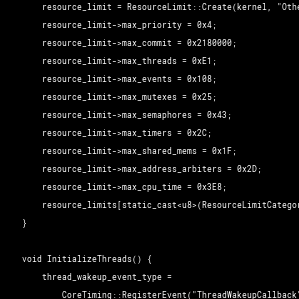 resource_limit = ResourceLimit::Create(kernel, "Othe
resource_limit->max_priority = 0x4;
resource_limit->max_commit = 0x2180000;
resource_limit->max_threads = 0xE1;
resource_limit->max_events = 0x108;
resource_limit->max_mutexes = 0x25;
resource_limit->max_semaphores = 0x43;
resource_limit->max_timers = 0x2C;
resource_limit->max_shared_mems = 0x1F;
resource_limit->max_address_arbiters = 0x2D;
resource_limit->max_cpu_time = 0x3E8;
resource_limits[static_cast<u8>(ResourceLimitCategor
}
void InitializeThreads() {
thread_wakeup_event_type =
CoreTiming::RegisterEvent("ThreadWakeupCallback"